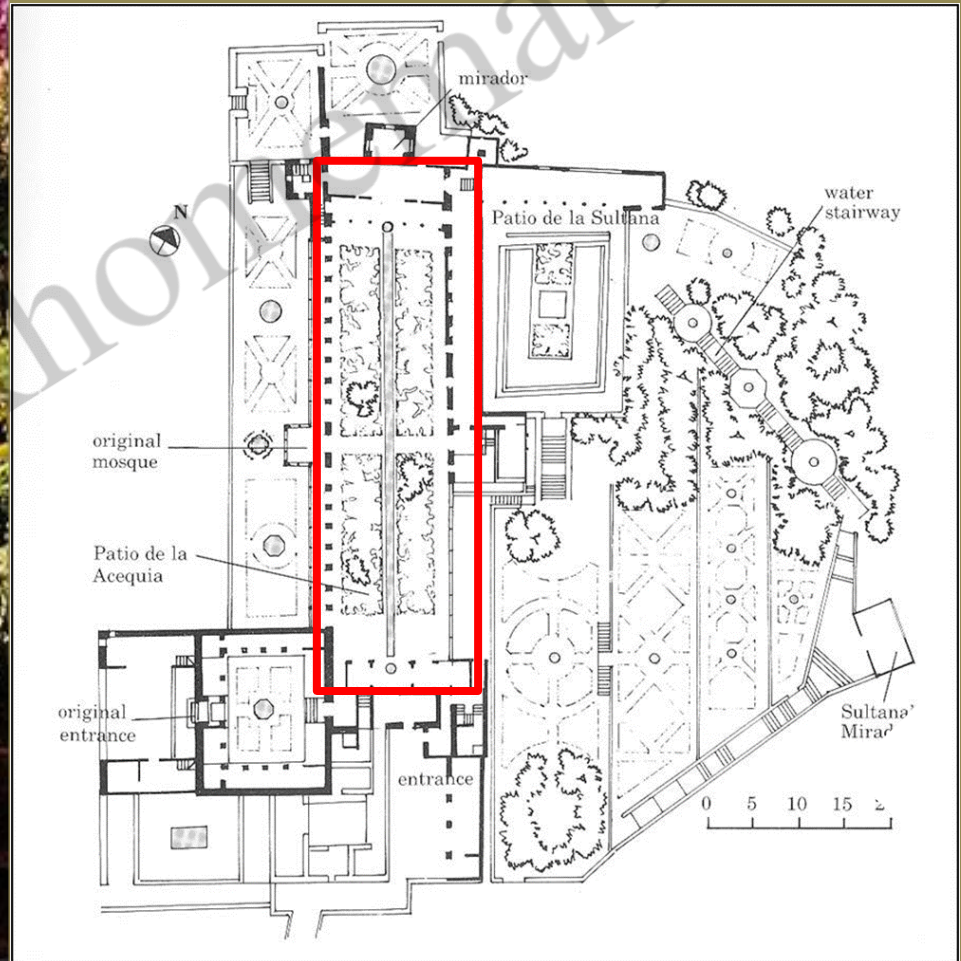 mirador
N
water
stairway
Patio de la Sultana
original
mosque
Patio de la
Acequia
original
entrance
entrance
Sultana'
0 5 10 15